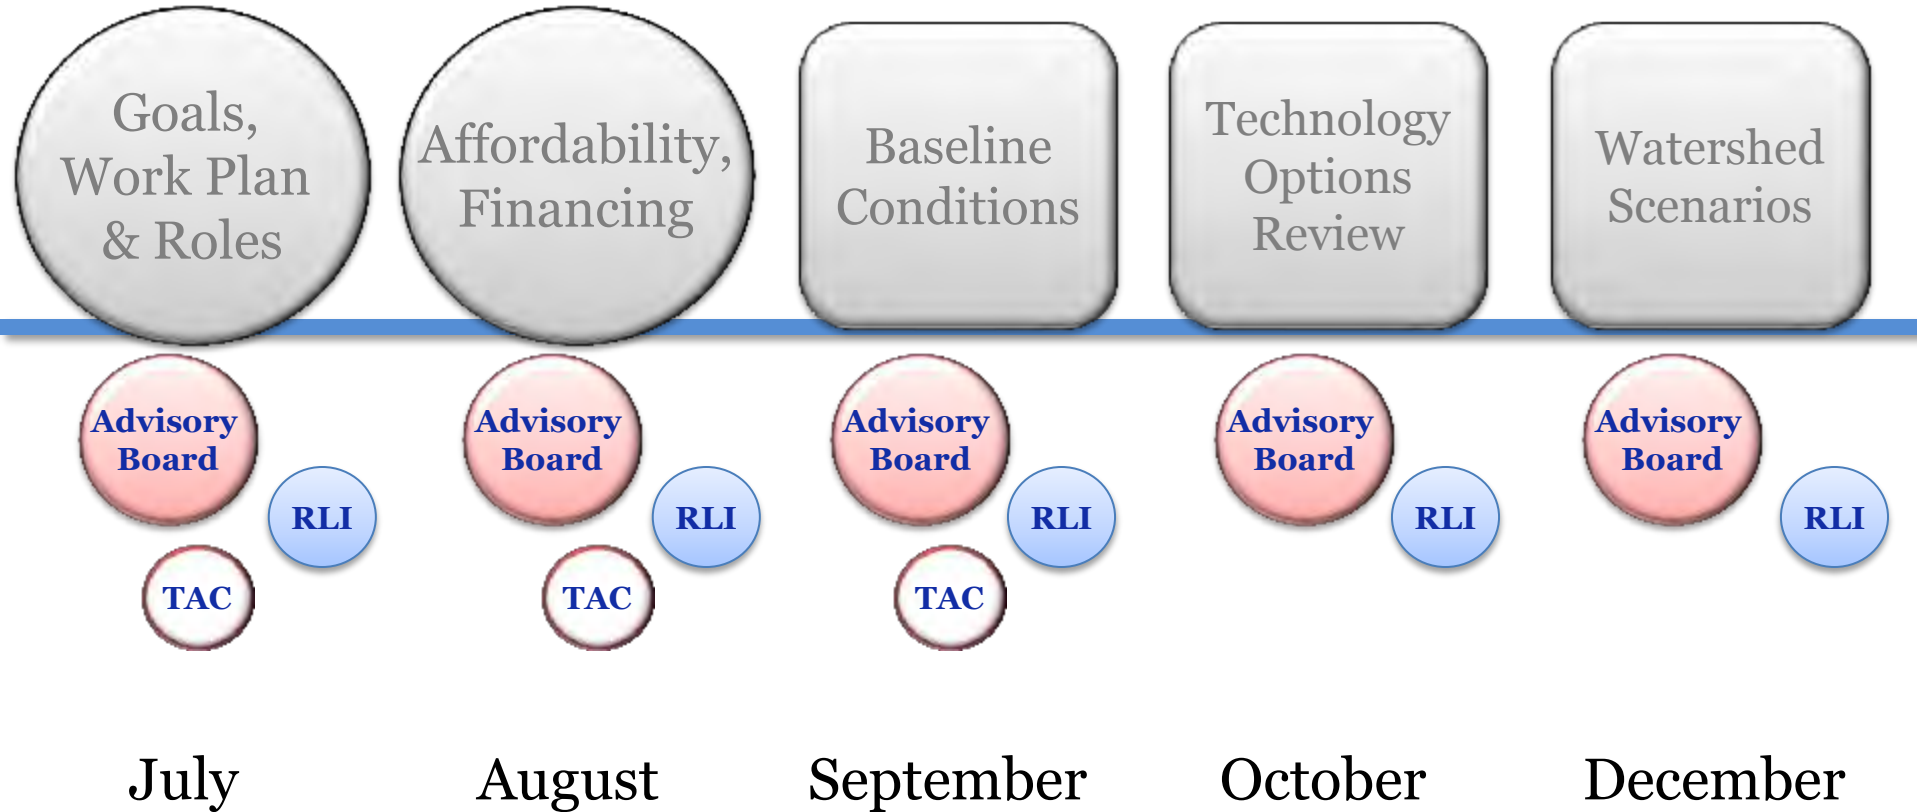 Goals,
Work Plan
& Roles
Affordability,
Financing
Baseline
Conditions
Technology
Options
Review
Watershed
Scenarios
Advisory
Board
RLI
TAC
Advisory
Board
RLI
TAC
Advisory
Board
RLI
TAC
Advisory
Board
RLI
Advisory
Board
RLI
July
August
September
October
December